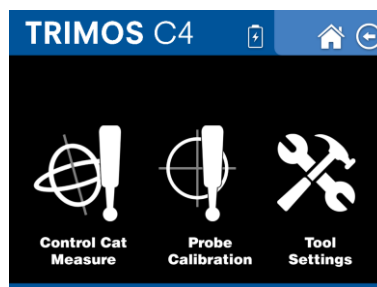 TRIMOS C4
Control Cat
Measure
Probe
Calibration
Tool
Settings